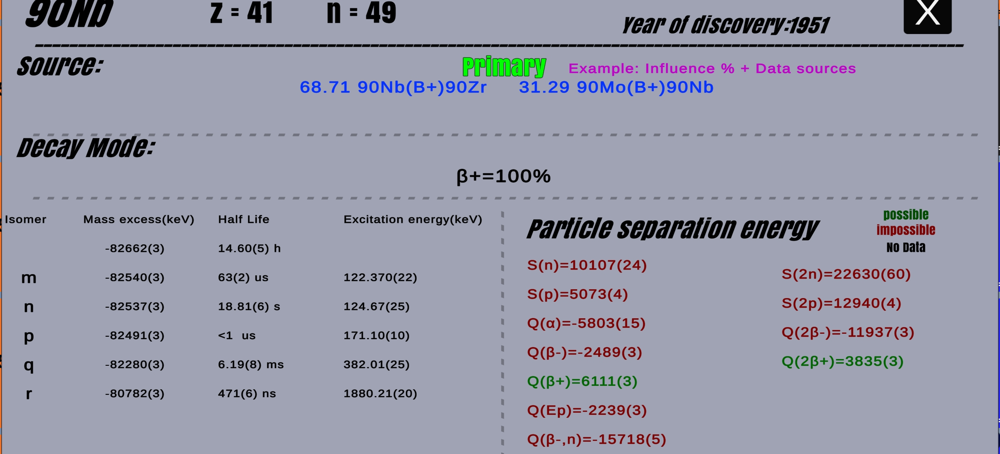 90Nb Z = 41 n = 49
Year of discovery:1951 X
Source:
Primary Example: Influence % + Data sources
68.71 90Nb(B+)90Zr 31.29 90Mo(B+)90Nb
Decay Mode:
β+=100%
Isomer Mass excess(keV) Half Life Excitation energy(keV)
-82662(3) 14.60(5) h
m -82540(3) 63(2) us 122.370(22)
n -82537(3) 18.81(6) s 124.67(25)
p -82491(3) <1 us 171.10(10)
q -82280(3) 6.19(8) ms 382.01(25)
r -80782(3) 471(6) ns 1880.21(20)
Particle separation energy
possible
impossible
No Data
S(n)=10107(24)
S(p)=5073(4)
Q(α)=-5803(15)
Q(β-)=-2489(3)
Q(β+)=6111(3)
Q(Ep)=-2239(3)
Q(β-,n)=-15718(5)
S(2n)=22630(60)
S(2p)=12940(4)
Q(2β-)=-11937(3)
Q(2β+)=3835(3)